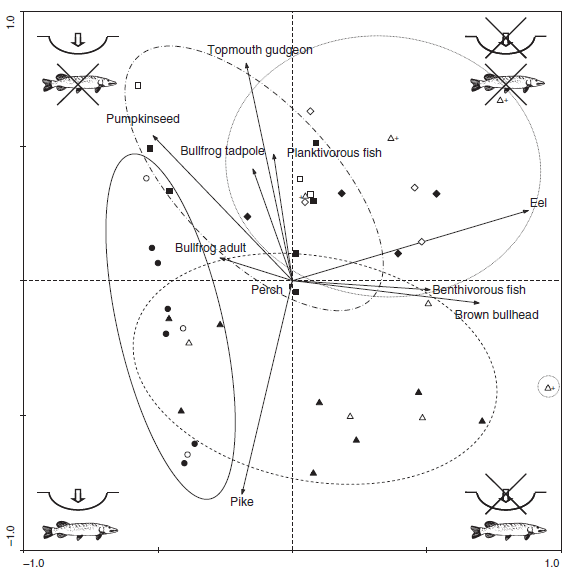 1.0
Topmouth gudgeon
Pumpkinseed
Bullfrog tadpole
Planktivorous fish
Eel
Bullfrog adult
Perch
Benthivorous fish
Brown bullhead
Pike
-1.0
-1.0
1.0